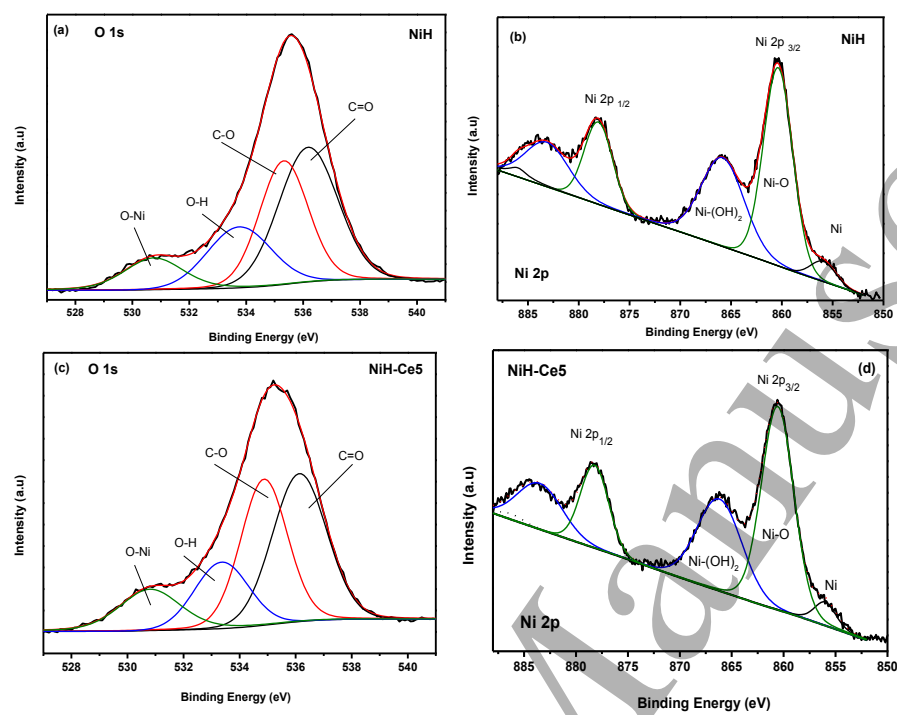 (a)
O 1s
NiH
C=O
C-O
O-H
O-Ni
Intensity (a.u)
528 530 532 534 536 538 540
Binding Energy (eV)
(b)
Ni 2p 3/2
NiH
Ni 2p 1/2
Ni-O
Ni-(OH)2
Ni
Ni 2p
Intensity (a.u)
885 880 875 870 865 860 855 850
Binding Energy (eV)
(c)
O 1s
NiH-Ce5
C-O
C=O
O-H
O-Ni
Intensity (a.u)
528 530 533 535 538 540
Binding Energy (eV)
NiH-Ce5
(d)
Ni 2p3/2
Ni 2p1/2
Ni-O
Ni-(OH)2
Ni
Ni 2p
Intensity (a.u)
885 880 875 870 865 860 855 850
Binding Energy (eV)
Manus